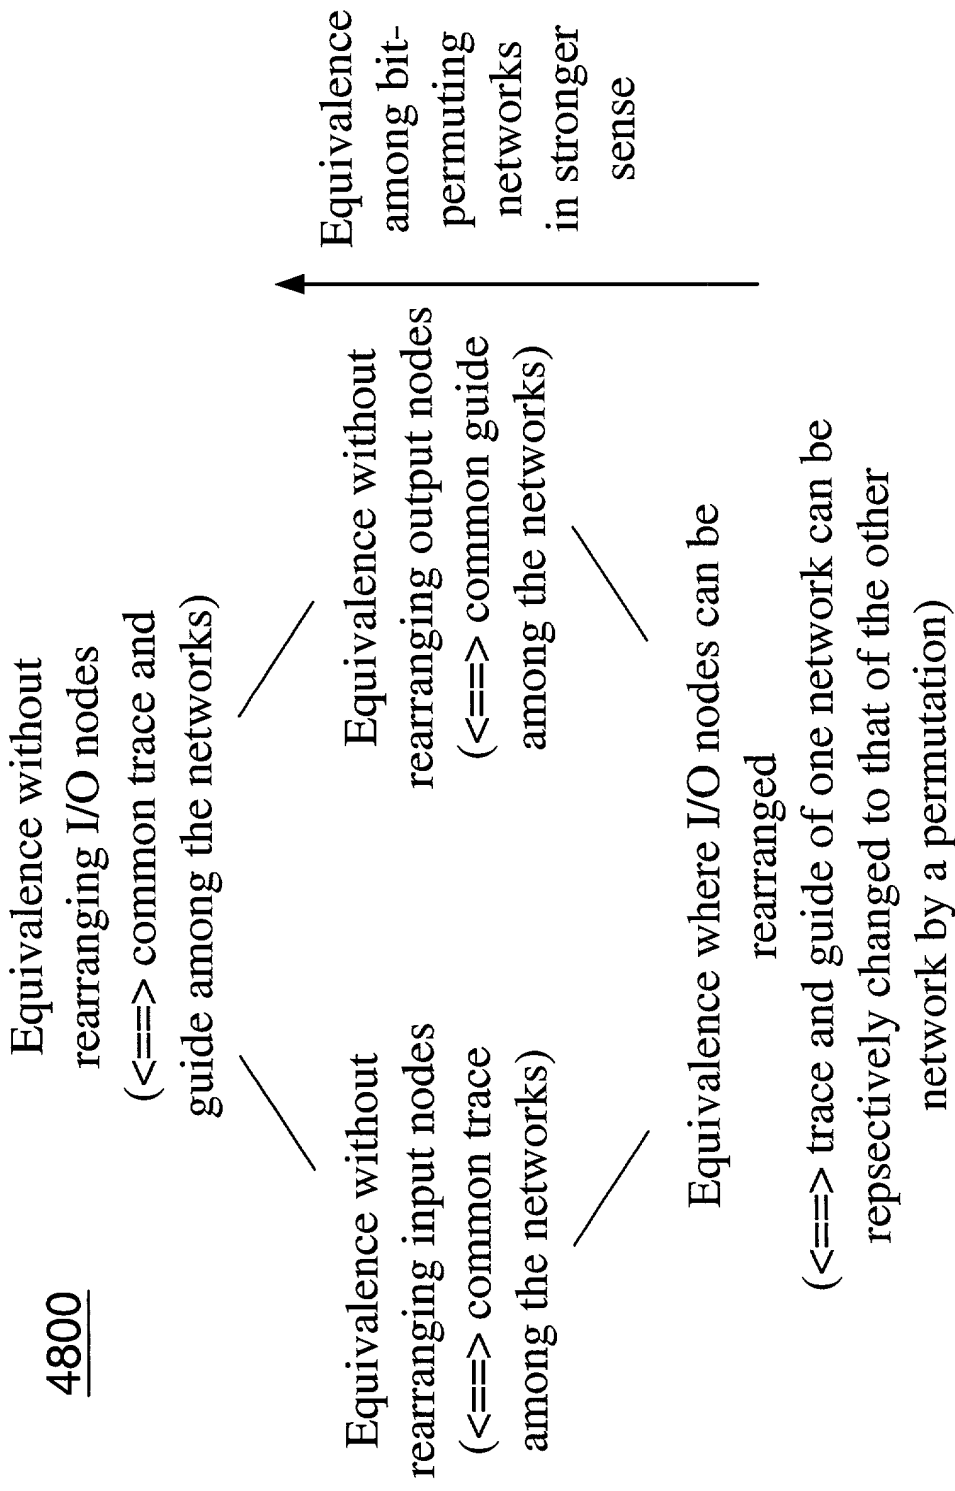 4800
Equivalence without
rearranging I/O nodes
(<==> common trace and
guide among the networks)
Equivalence without
rearranging input nodes
(<==> common trace
among the networks)
Equivalence without
rearranging output nodes
(<==> common guide
among the networks)
Equivalence
among bit-
permuting
networks
in stronger
sense
Equivalence where I/O nodes can be
rearranged
(<==> trace and guide of one network can be
repsectively changed to that of the other
network by a permutation)